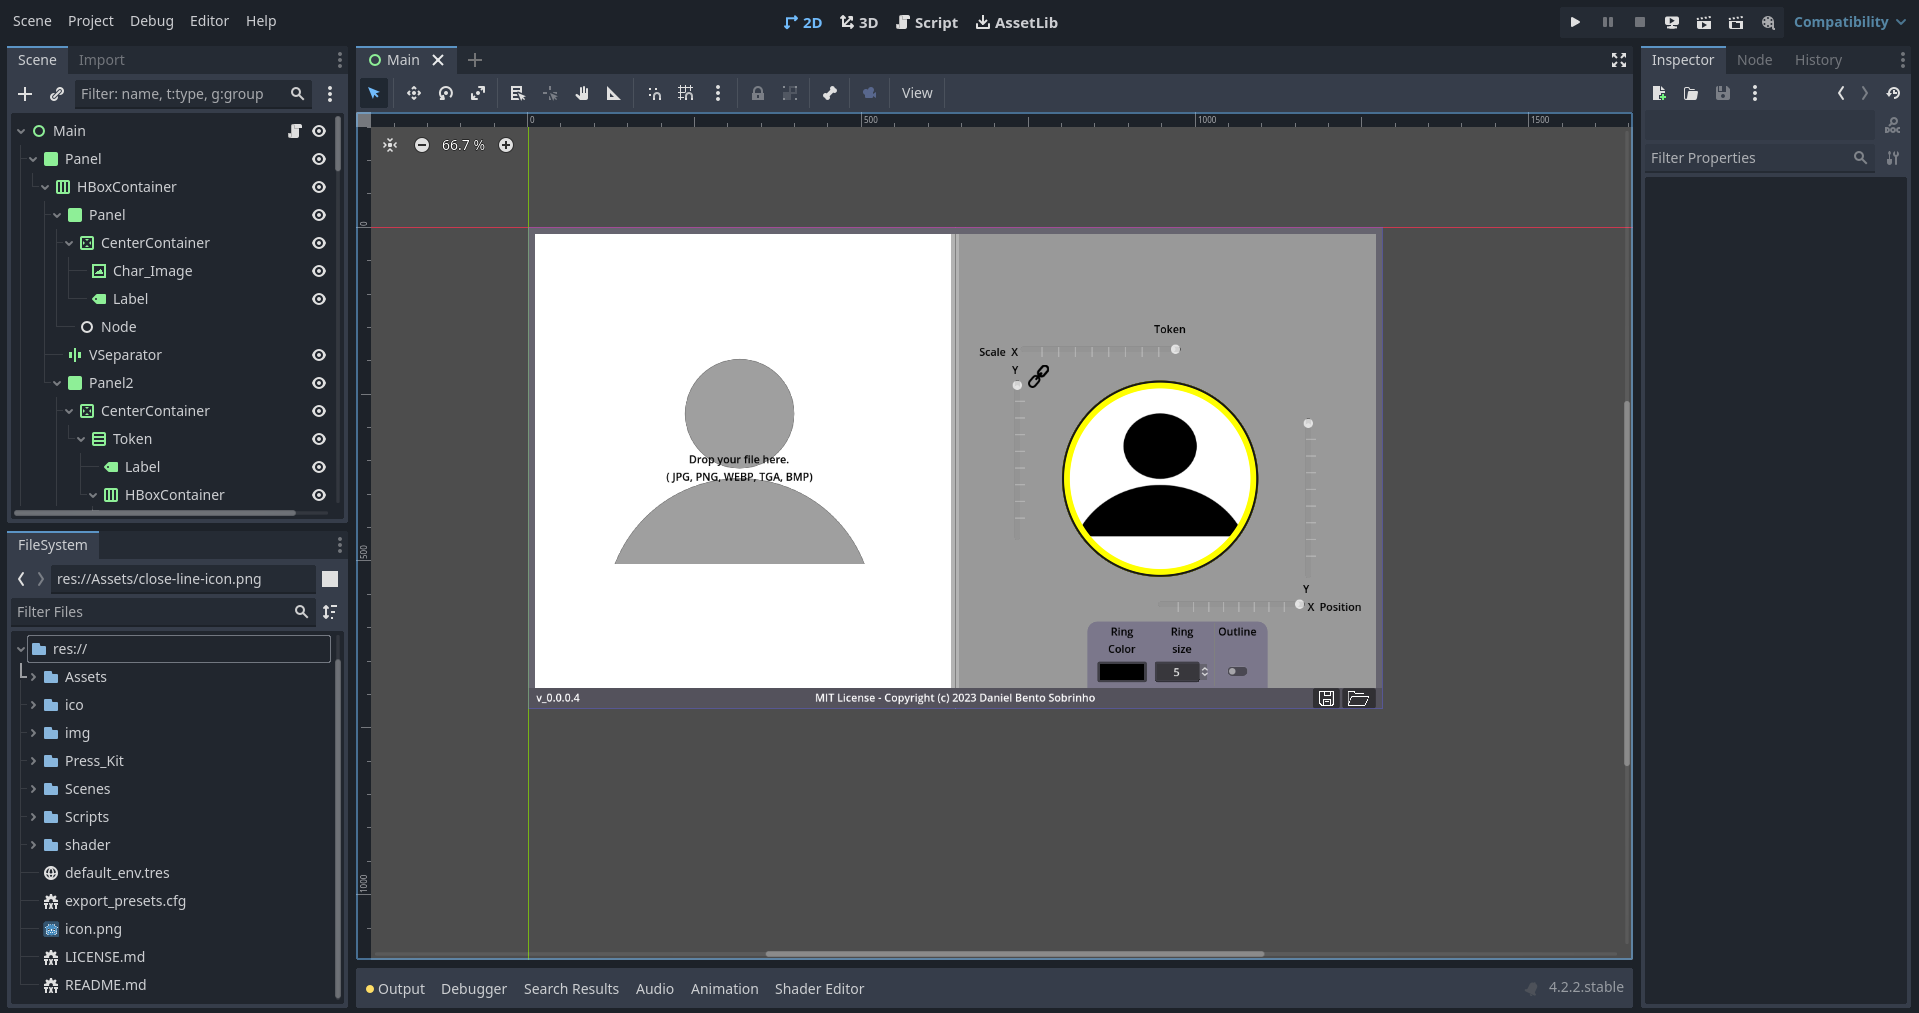 Scene Project Debug Editor Help
2D 3D Script AssetLib
Compatibility
Scene Import
Filter: name, t:type, g:group
Main
Panel
HBoxContainer
Panel
CenterContainer
Char_Image
Label
Node
VSeparator
Panel2
CenterContainer
Token
Label
HBoxContainer
FileSystem
res://Assets/close-line-icon.png
Filter Files
res://
Assets
ico
img
Press_Kit
Scenes
Scripts
shader
default_env.tres
export_presets.cfg
icon.png
LICENSE.md
README.md
Main
View
0 500 1000 1500
66.7 %
0
500
1000
Drop your file here.
( JPG, PNG, WEBP, TGA, BMP)
Token
Scale X
Y
Y
X Position
Ring Color
Ring size
Outline
5
v_0.0.0.4
MIT License - Copyright (c) 2023 Daniel Bento Sobrinho
Output Debugger Search Results Audio Animation Shader Editor
4.2.2.stable
Inspector Node History
DOC
Filter Properties